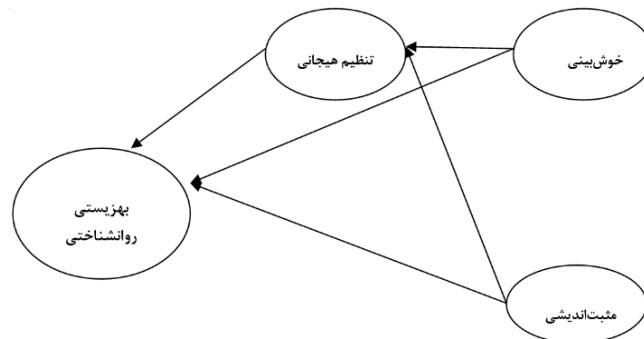 خوش‌بینی
تنظیم هیجانی
بهزیستی
روانشناختی
مثبت‌اندیشی